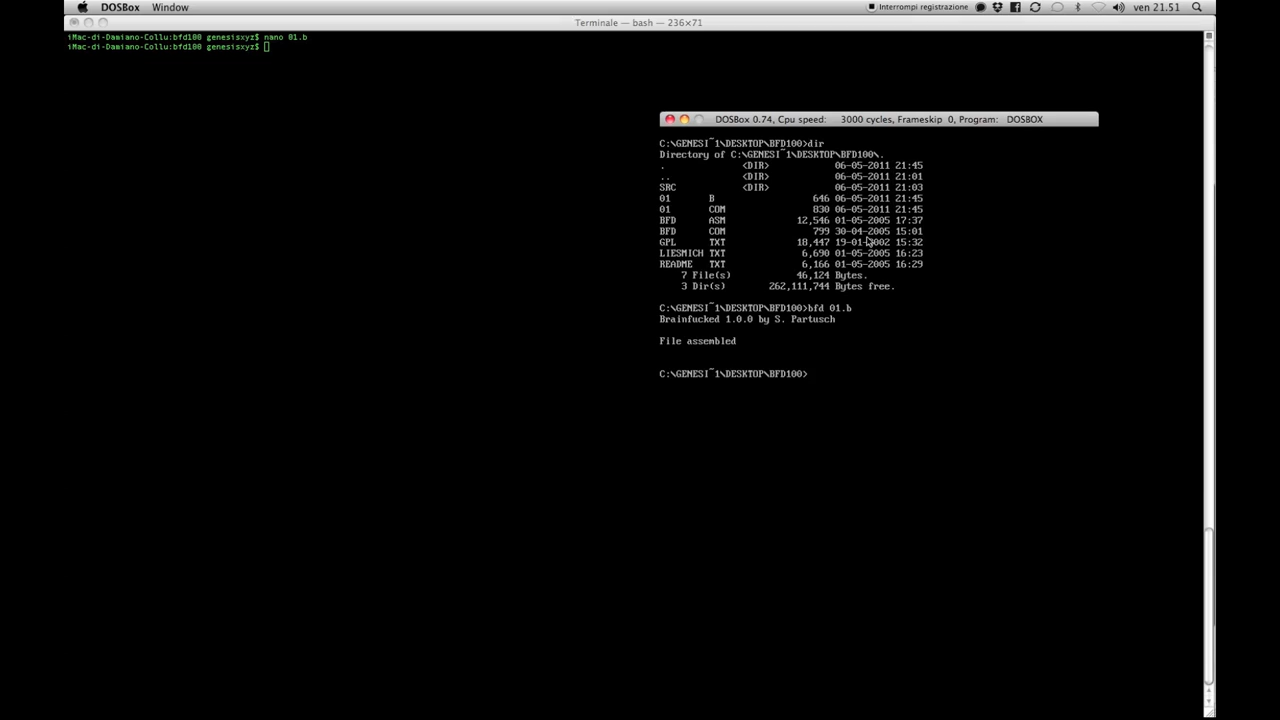 DOSBox Window Interrompi registrazione ven 21.51
Terminale — bash — 236×71
iMac-di-Damiano-Collu:bfd100 genesisxyz$ nano 01.b
iMac-di-Damiano-Collu:bfd100 genesisxyz$
DOSBox 0.74, Cpu speed: 3000 cycles, Frameskip 0, Program: DOSBOX
C:\GENESI~1\DESKTOP\BFD100>dir
Directory of C:\GENESI~1\DESKTOP\BFD100\.
. <DIR> 06-05-2011 21:45
.. <DIR> 06-05-2011 21:01
SRC <DIR> 06-05-2011 21:03
01 B 646 06-05-2011 21:45
01 COM 830 06-05-2011 21:45
BFD ASM 12,546 01-05-2005 17:37
BFD COM 799 30-04-2005 15:01
GPL TXT 18,447 19-01-2002 15:32
LIESMICH TXT 6,690 01-05-2005 16:23
README TXT 6,166 01-05-2005 16:29
7 File(s) 46,124 Bytes.
3 Dir(s) 262,111,744 Bytes free.
C:\GENESI~1\DESKTOP\BFD100>bfd 01.b
Brainfucked 1.0.0 by S. Partusch
File assembled
C:\GENESI~1\DESKTOP\BFD100>